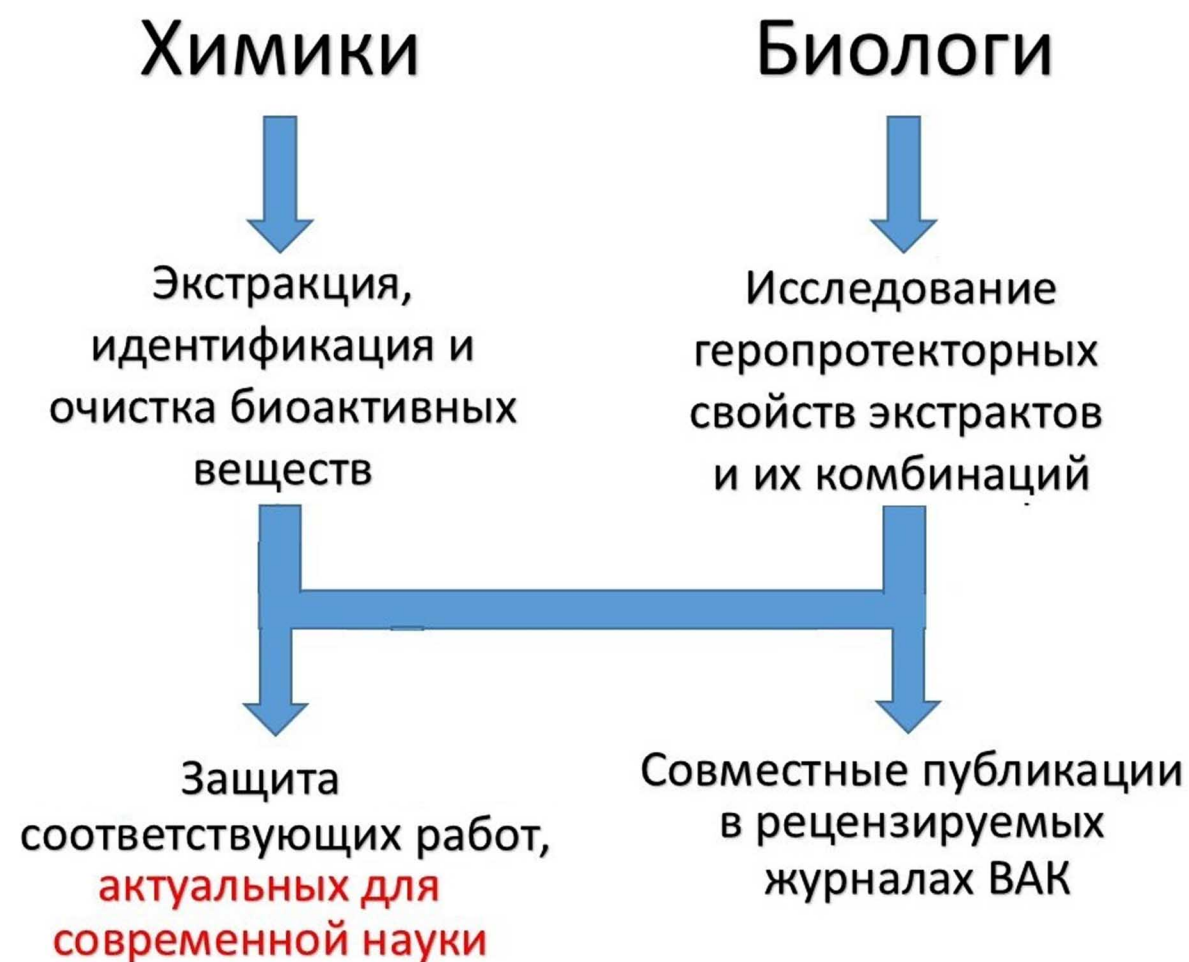 Химики
Экстракция,
идентификация и
очистка биоактивных
веществ
Биологи
Исследование
геропротекторных
свойств экстрактов
и их комбинаций
Защита
соответствующих работ,
актуальных для
современной науки
Совместные публикации
в рецензируемых
журналах ВАК